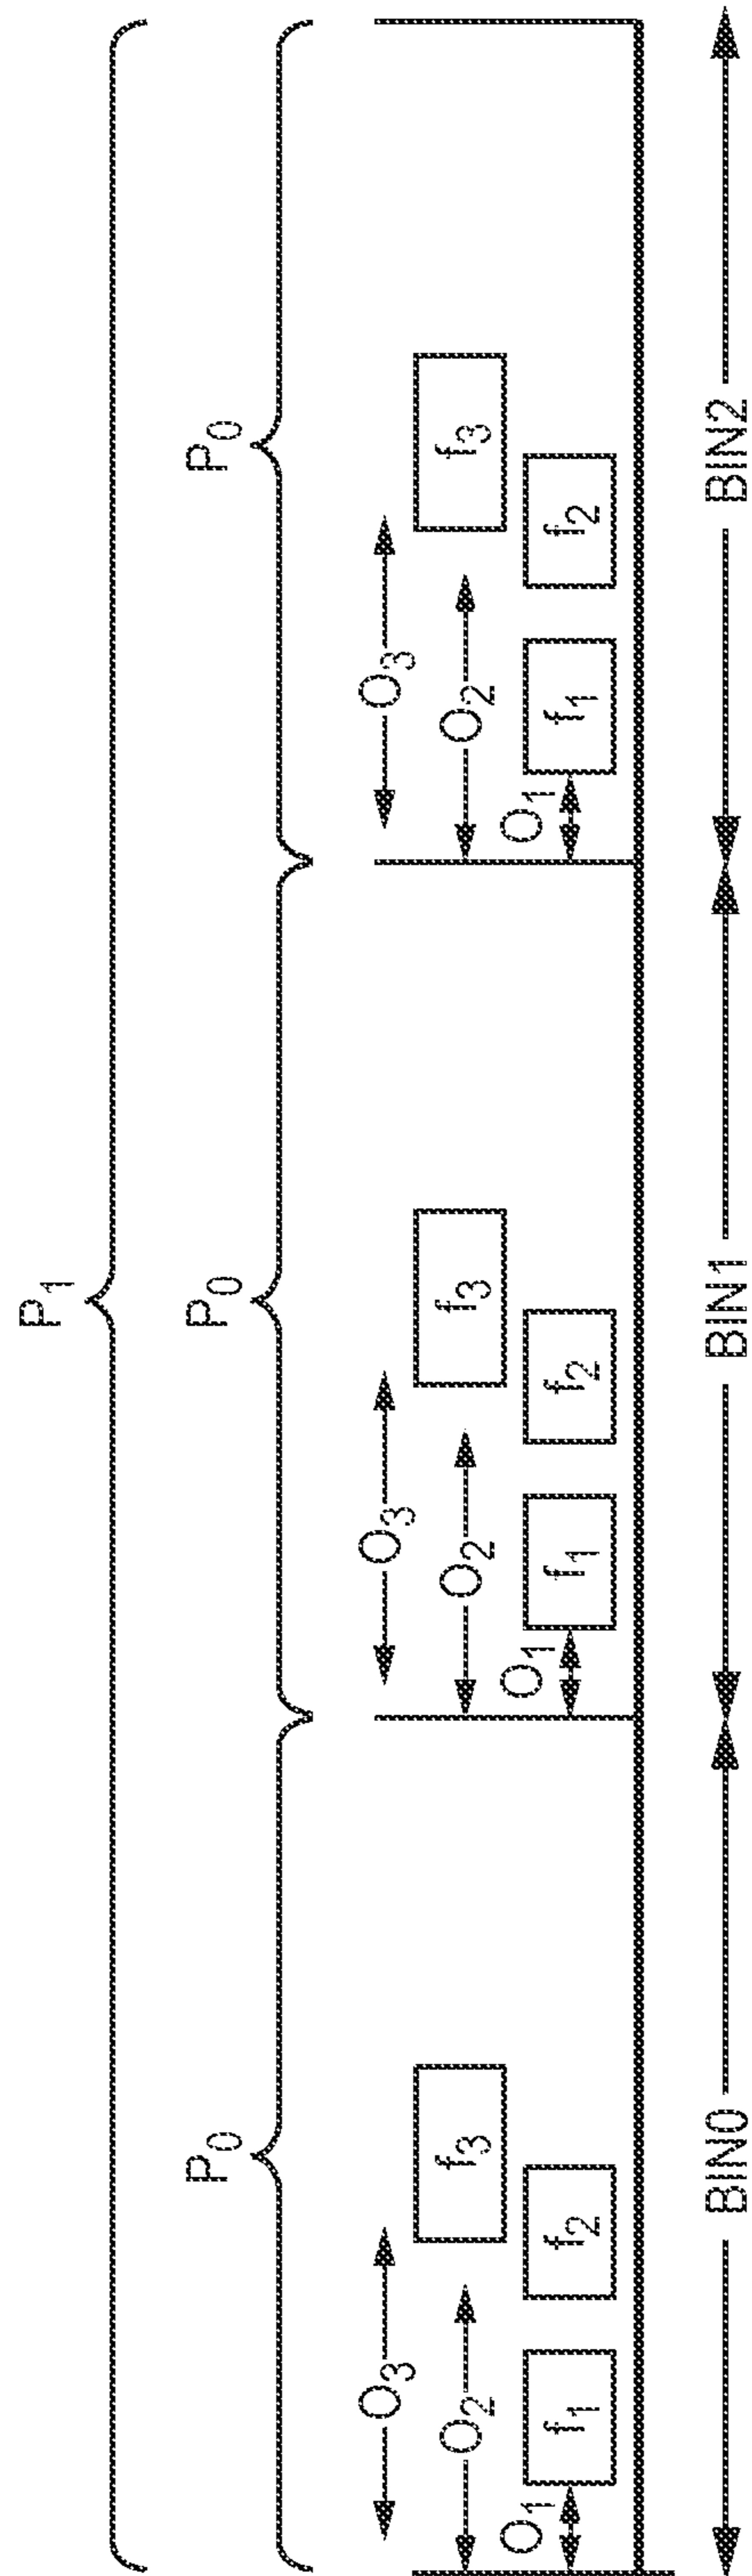 P₁
P₀ P₀ P₀
O₃ f₃ O₃ f₃ O₃ f₃
O₂ O₂ O₂
O₁ f₁ f₂ O₁ f₁ f₂ O₁ f₁ f₂
BIN0 BIN1 BIN2